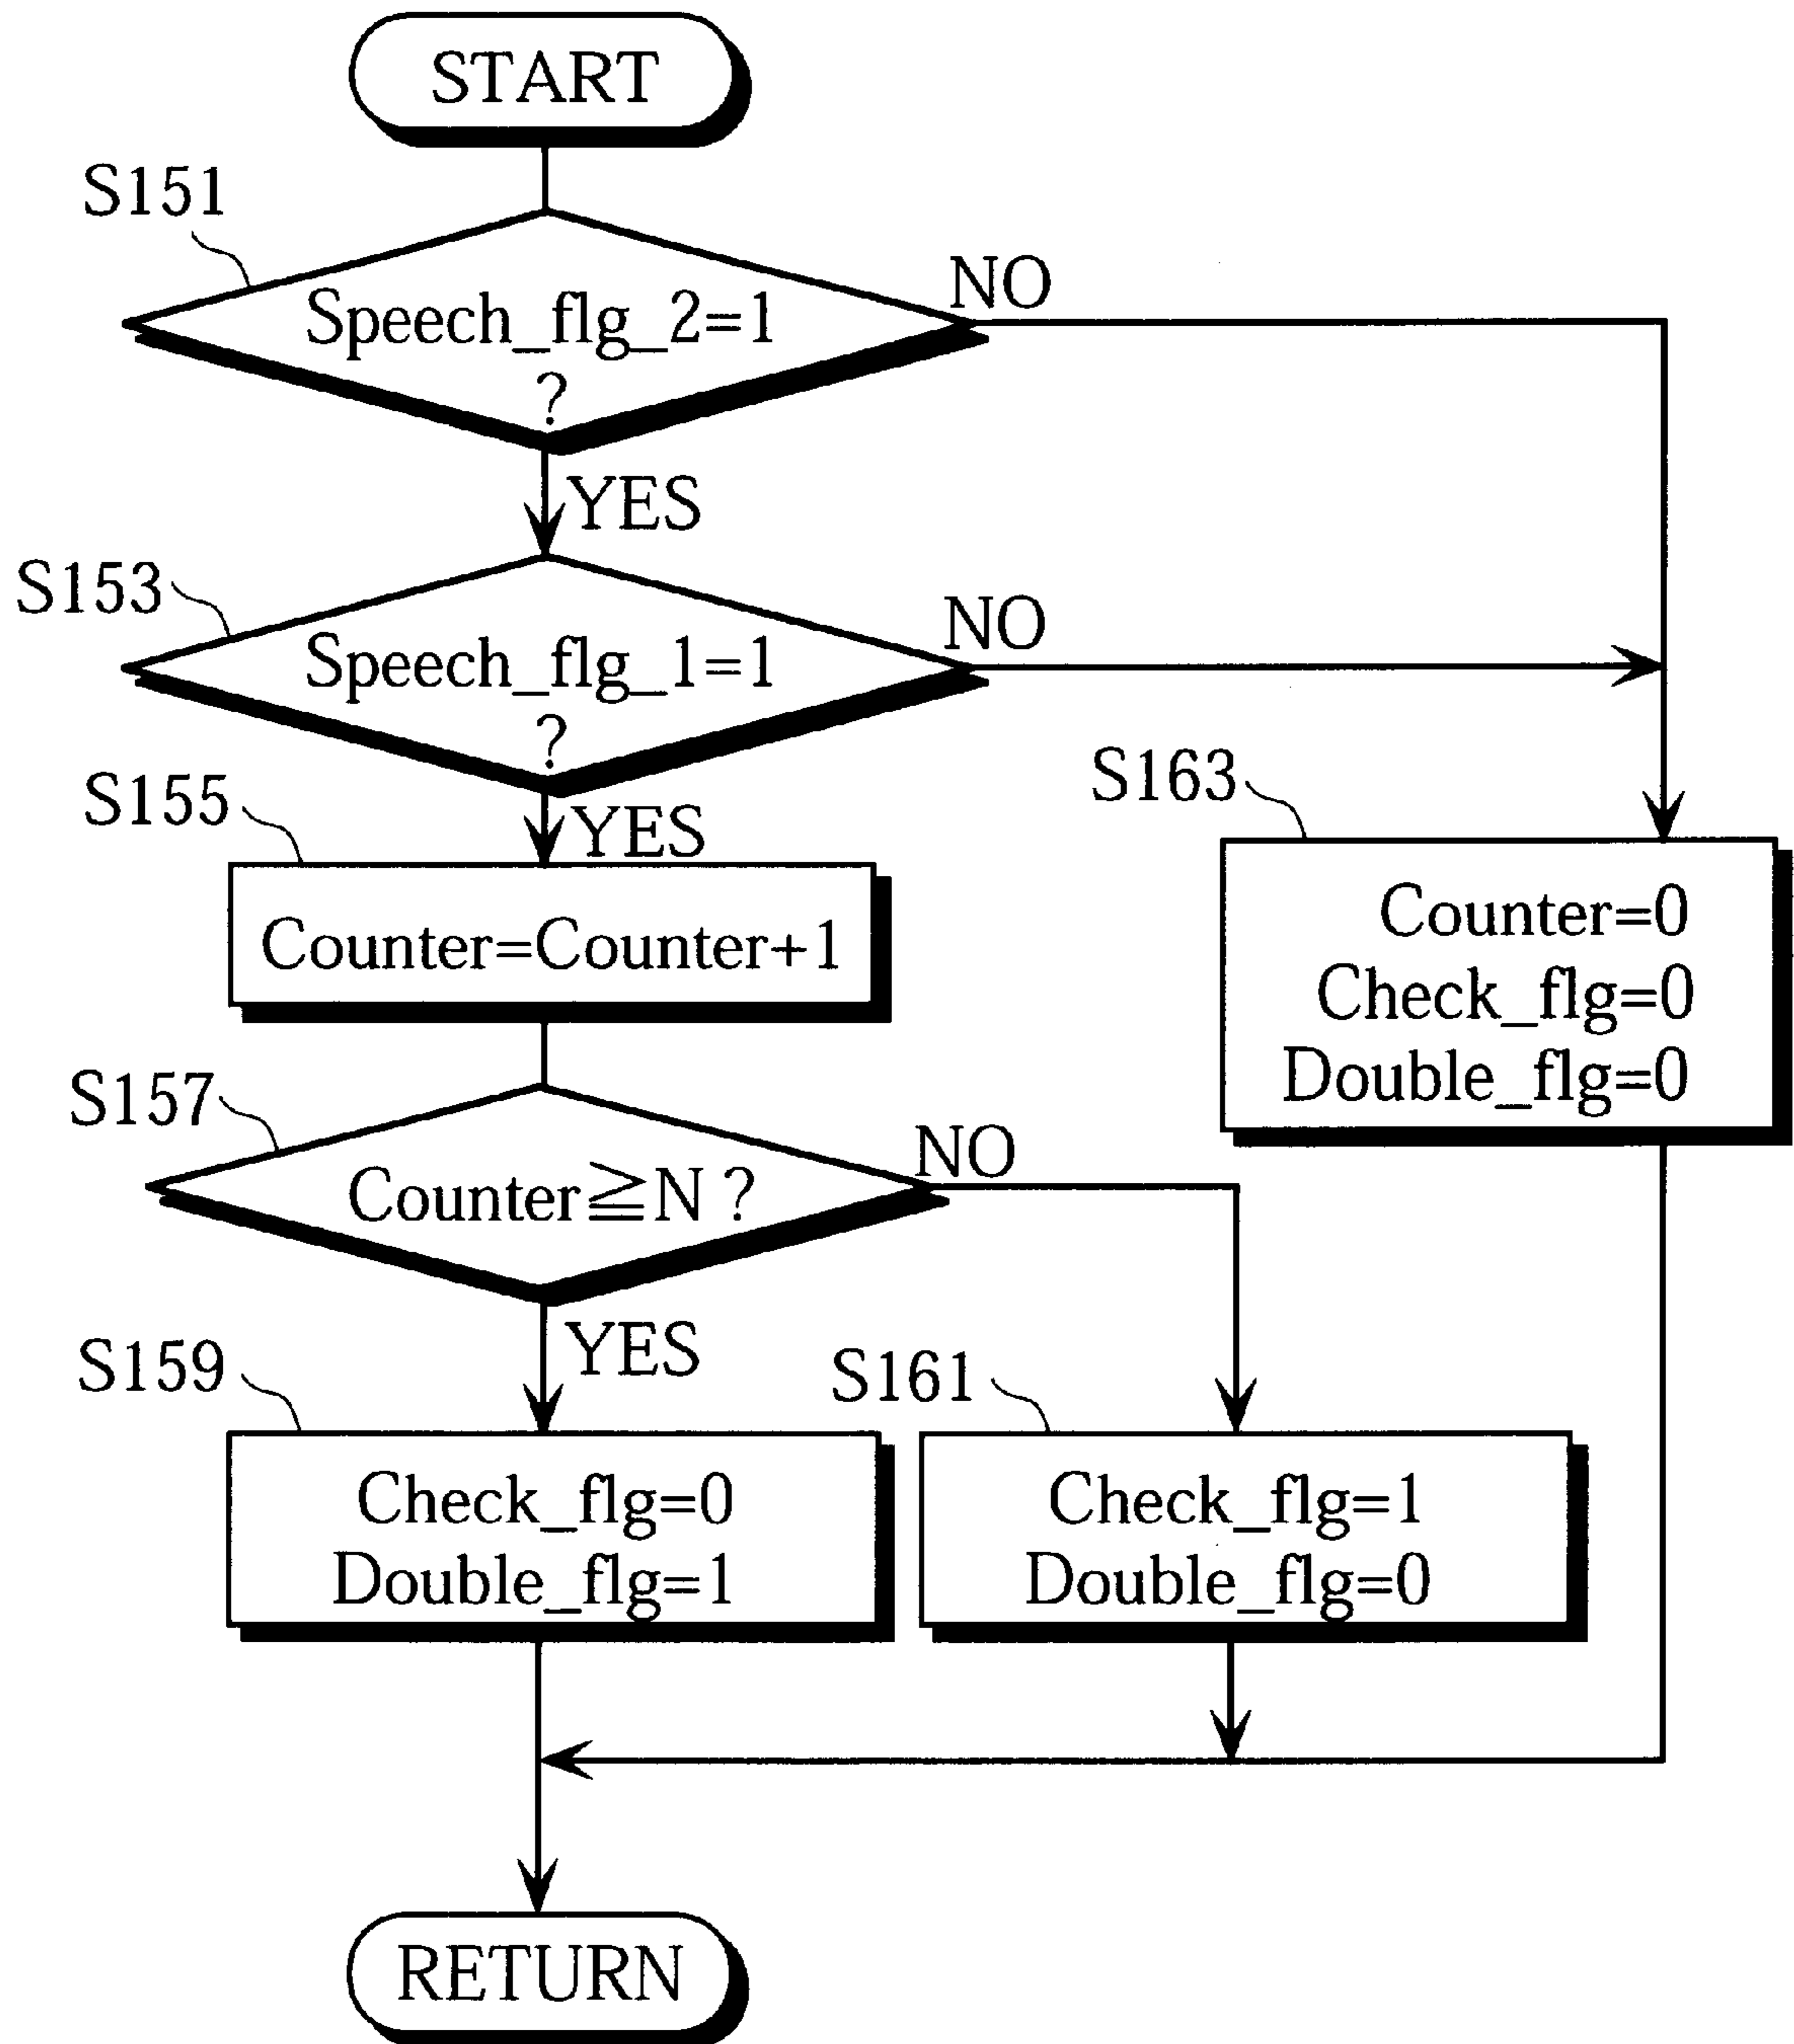 START
S151
Speech_flg_2=1
?
NO
YES
S153
Speech_flg_1=1
?
NO
YES
S155
Counter=Counter+1
S163
Counter=0
Check_flg=0
Double_flg=0
S157
Counter≧N ?
NO
YES
S159
Check_flg=0
Double_flg=1
S161
Check_flg=1
Double_flg=0
RETURN